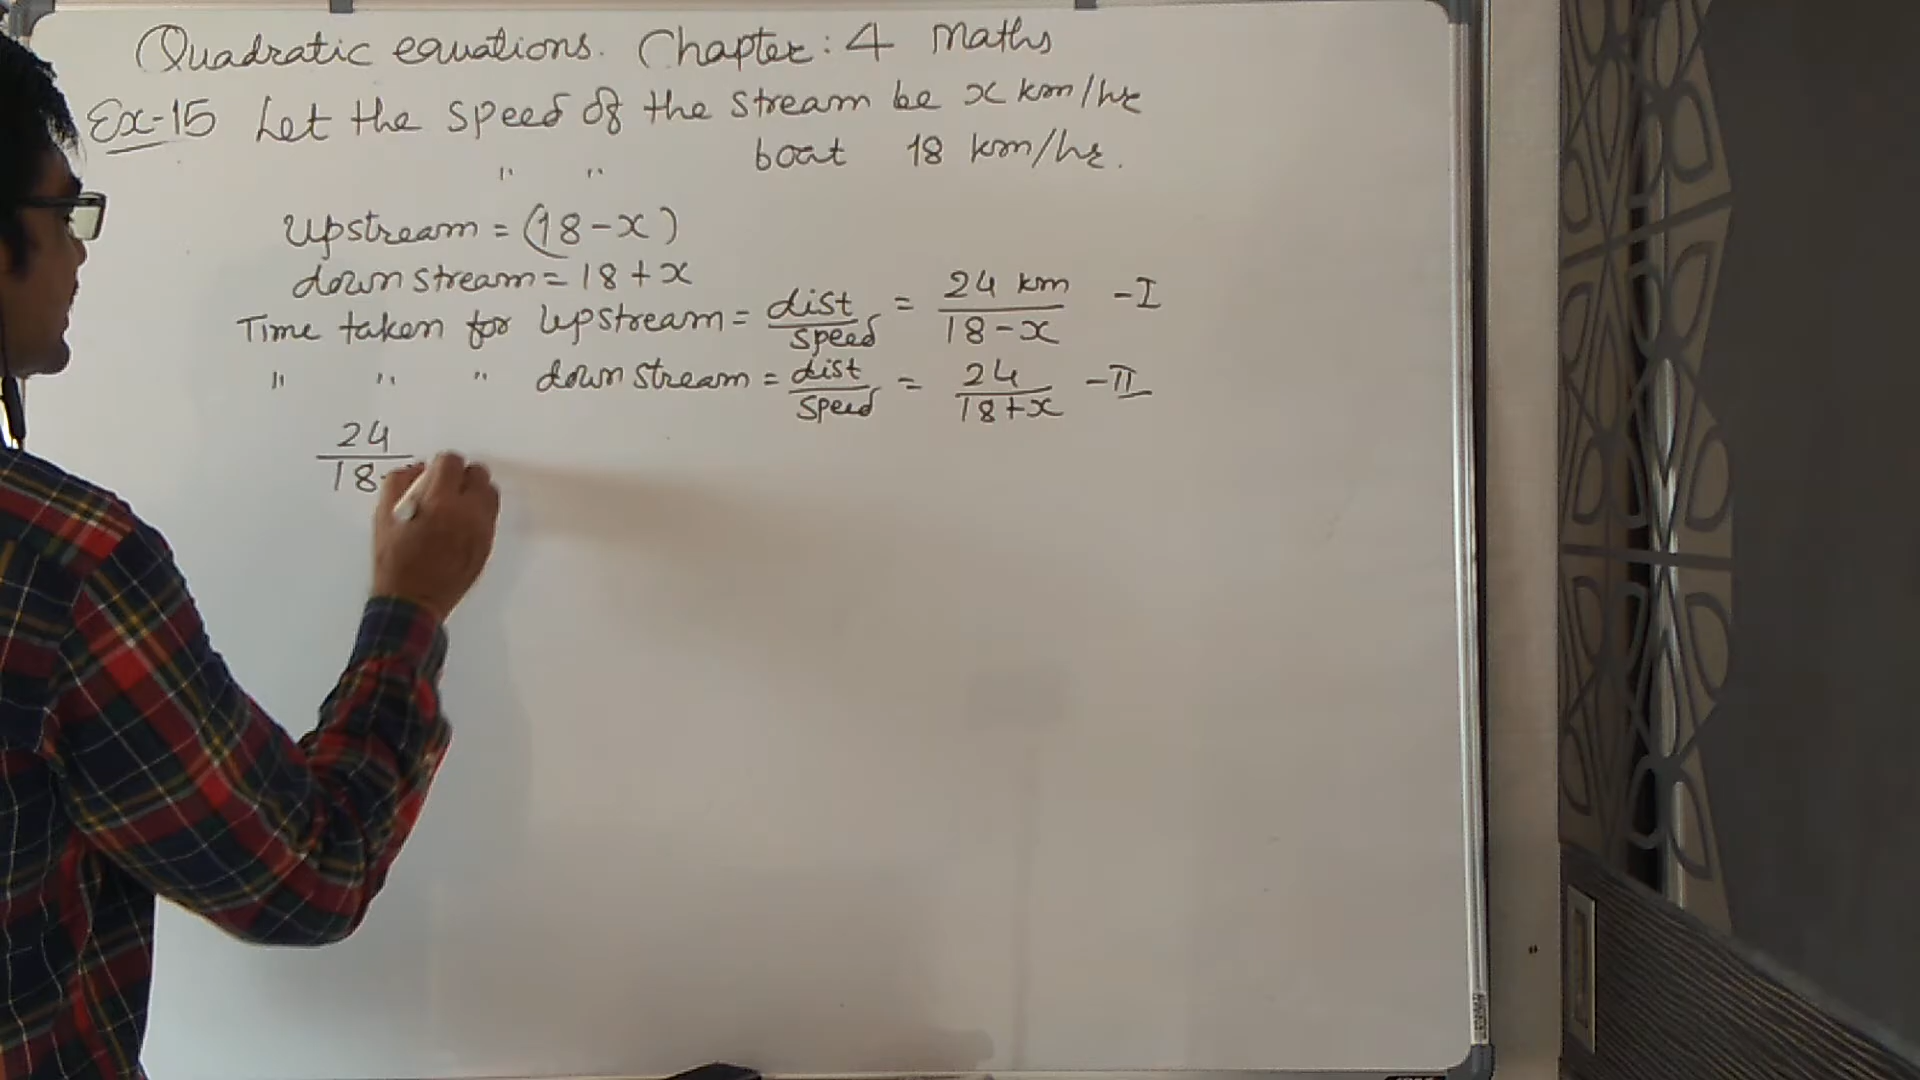 Quadratic equations. Chapter: 4 Maths
Ex-15 Let the speed of the stream be x km/hr
" " boat 18 km/hr.
Upstream = (18-x)
down stream = 18+x
Time taken for Upstream = dist/speed = 24 km/18-x -I
" " " down stream = dist/speed = 24/18+x -II
24/18-